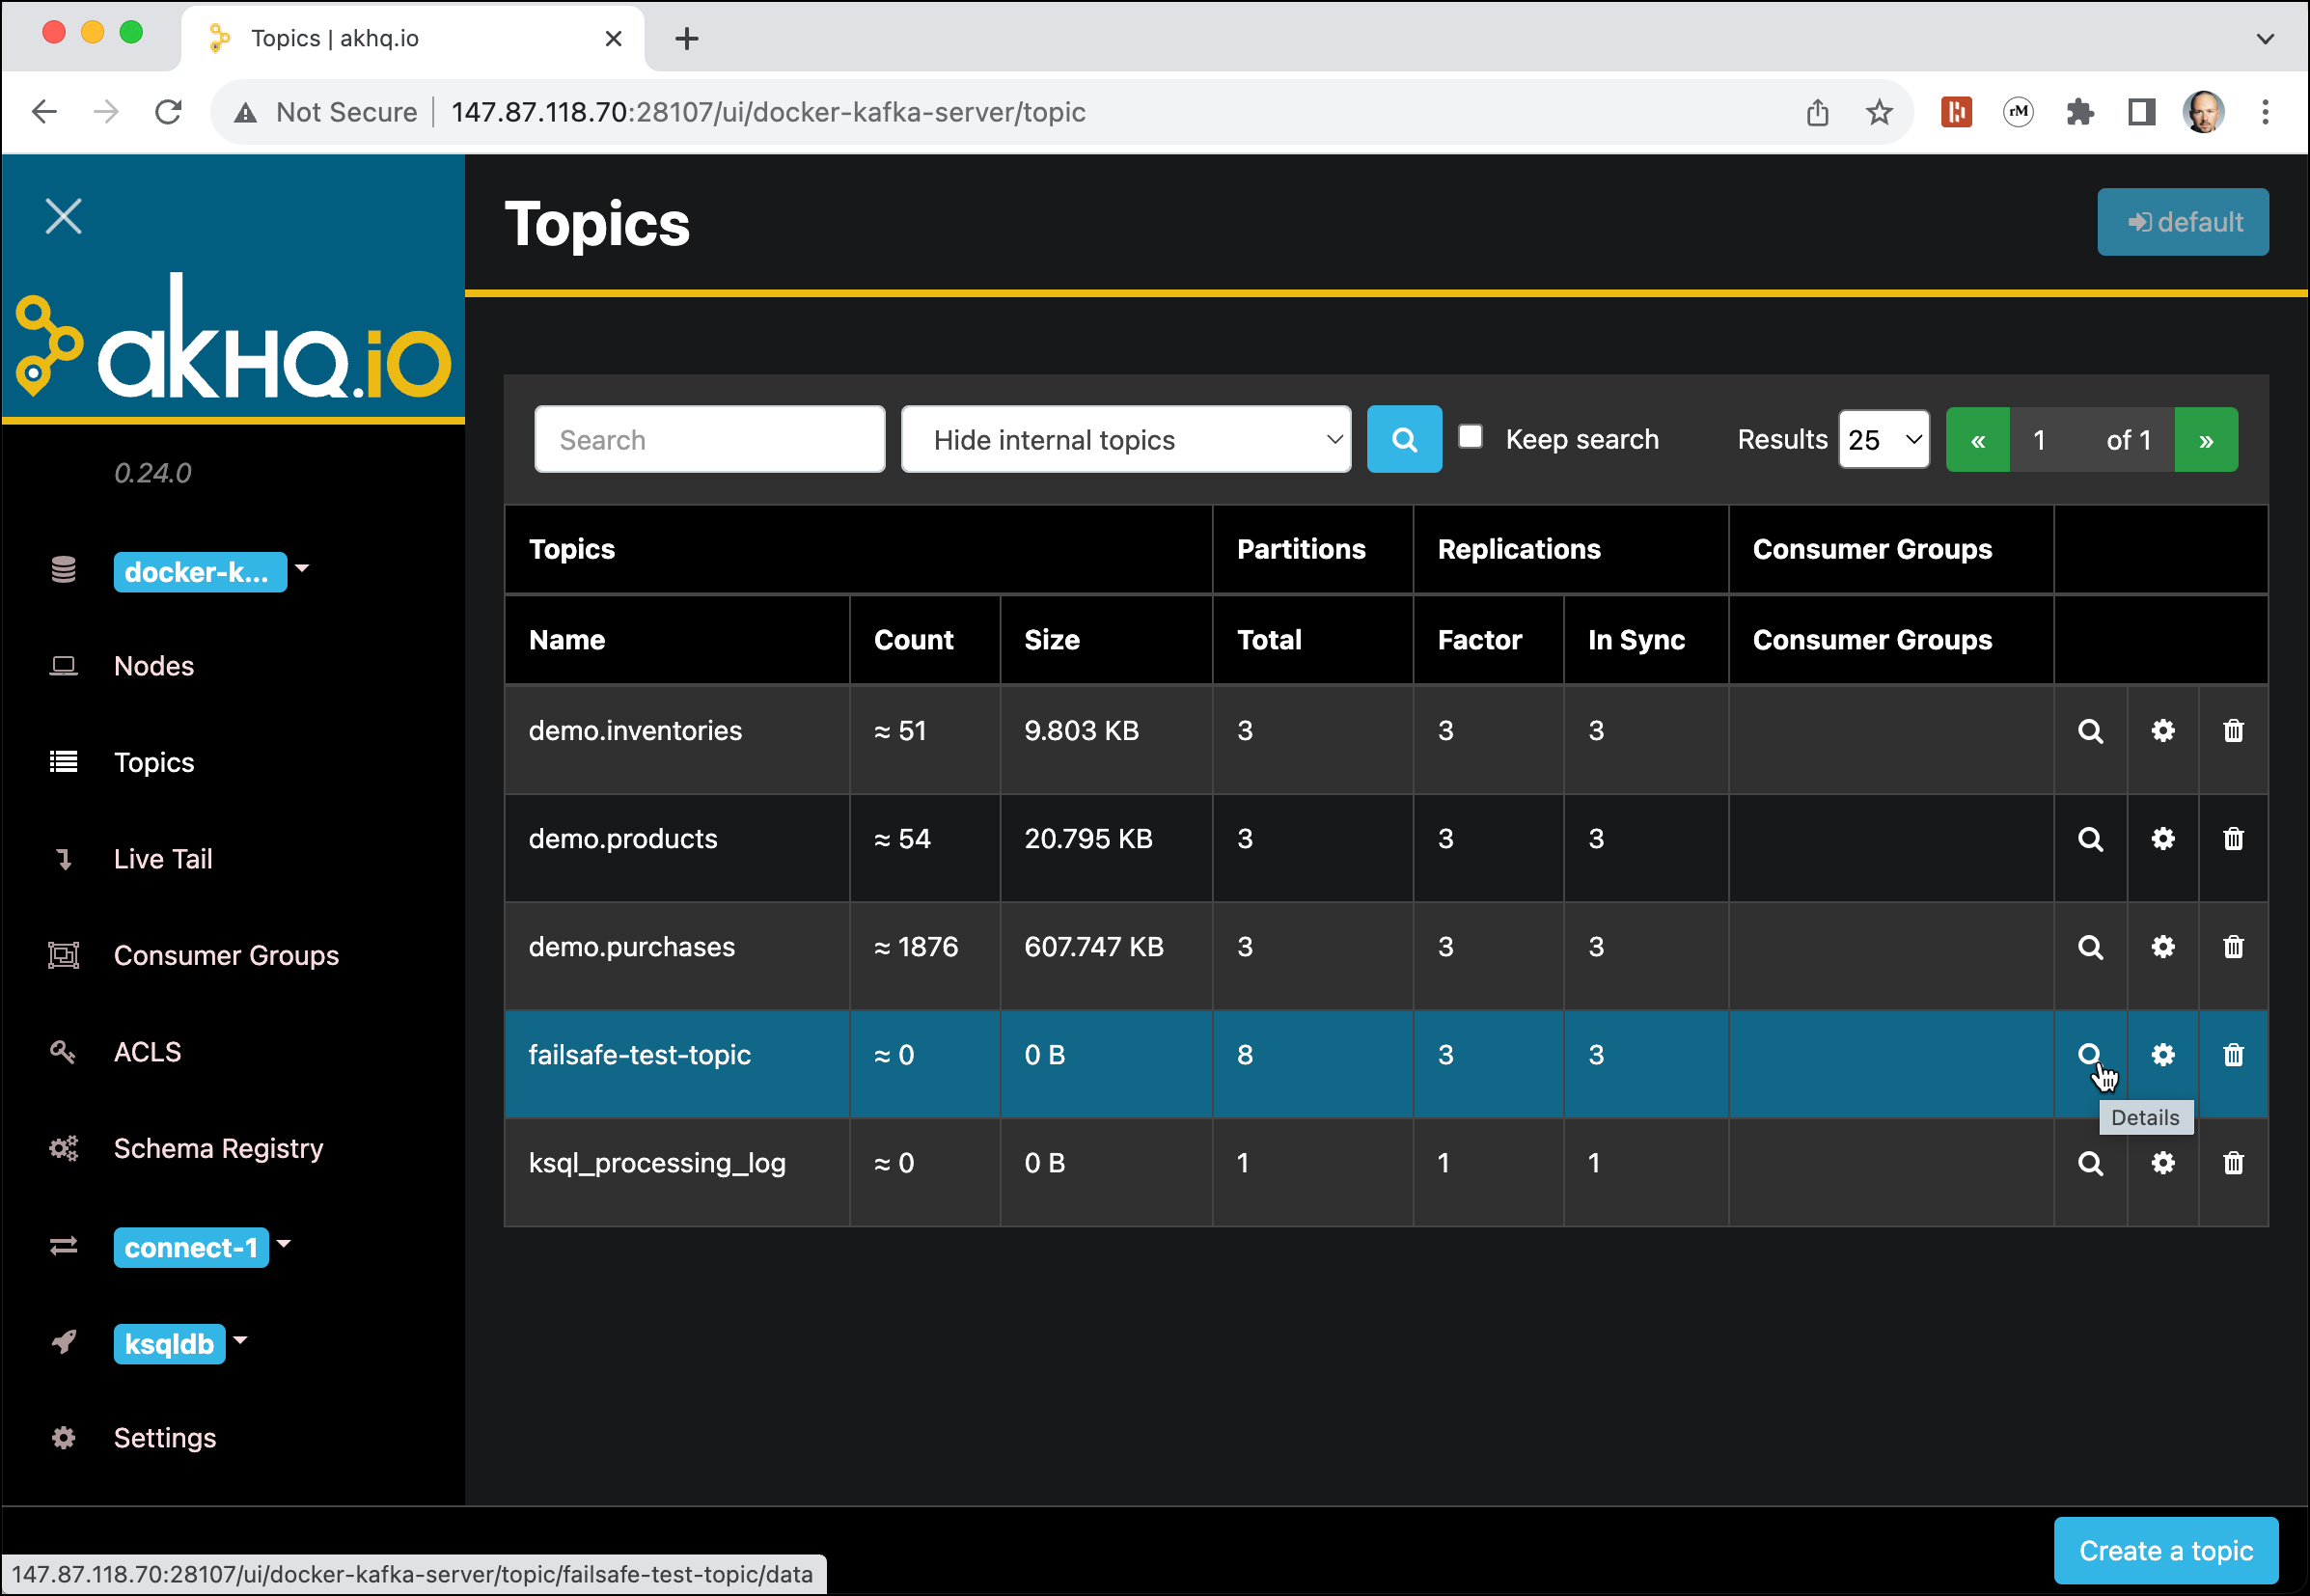 Topics | akhq.io
Not Secure 147.87.118.70:28107/ui/docker-kafka-server/topic
rM
Topics
default
akHQ.io
0.24.0
docker-k...
Nodes
Topics
Live Tail
Consumer Groups
ACLS
Schema Registry
connect-1
ksqldb
Settings
Search Hide internal topics Keep search Results 25 « 1 of 1 »
Topics Partitions Replications Consumer Groups
Name Count Size Total Factor In Sync Consumer Groups
demo.inventories ≈ 51 9.803 KB 3 3 3
demo.products ≈ 54 20.795 KB 3 3 3
demo.purchases ≈ 1876 607.747 KB 3 3 3
failsafe-test-topic ≈ 0 0 B 8 3 3
Details
ksql_processing_log ≈ 0 0 B 1 1 1
Create a topic
147.87.118.70:28107/ui/docker-kafka-server/topic/failsafe-test-topic/data